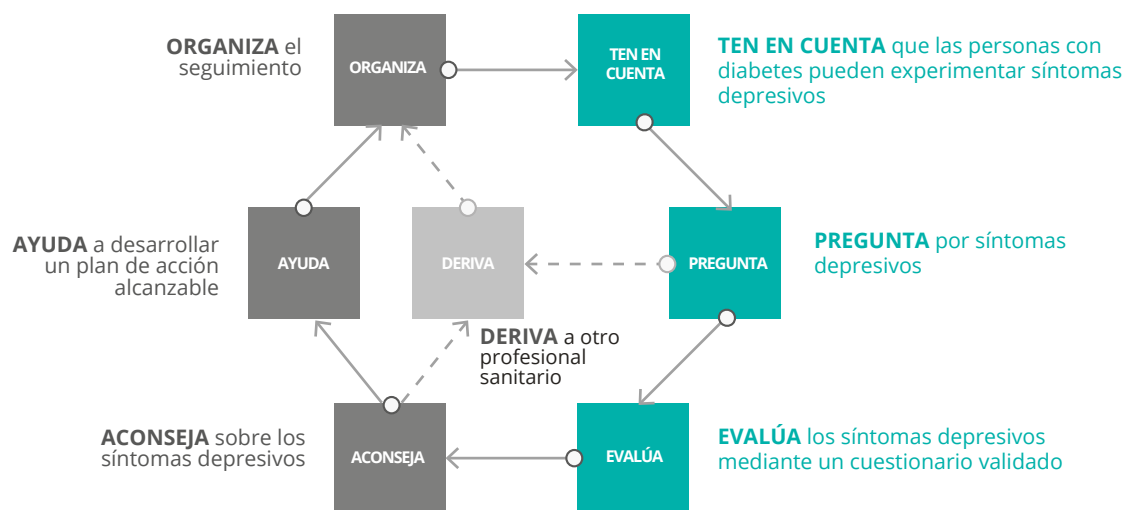 ORGANIZA el
seguimiento
ORGANIZA
TEN EN
CUENTA
TEN EN CUENTA que las personas con
diabetes pueden experimentar síntomas
depresivos
AYUDA a desarrollar
un plan de acción
alcanzable
AYUDA
DERIVA
PREGUNTA
PREGUNTA por síntomas
depresivos
DERIVA a otro
profesional
sanitario
ACONSEJA sobre los
síntomas depresivos
ACONSEJA
EVALÚA
EVALÚA los síntomas depresivos
mediante un cuestionario validado